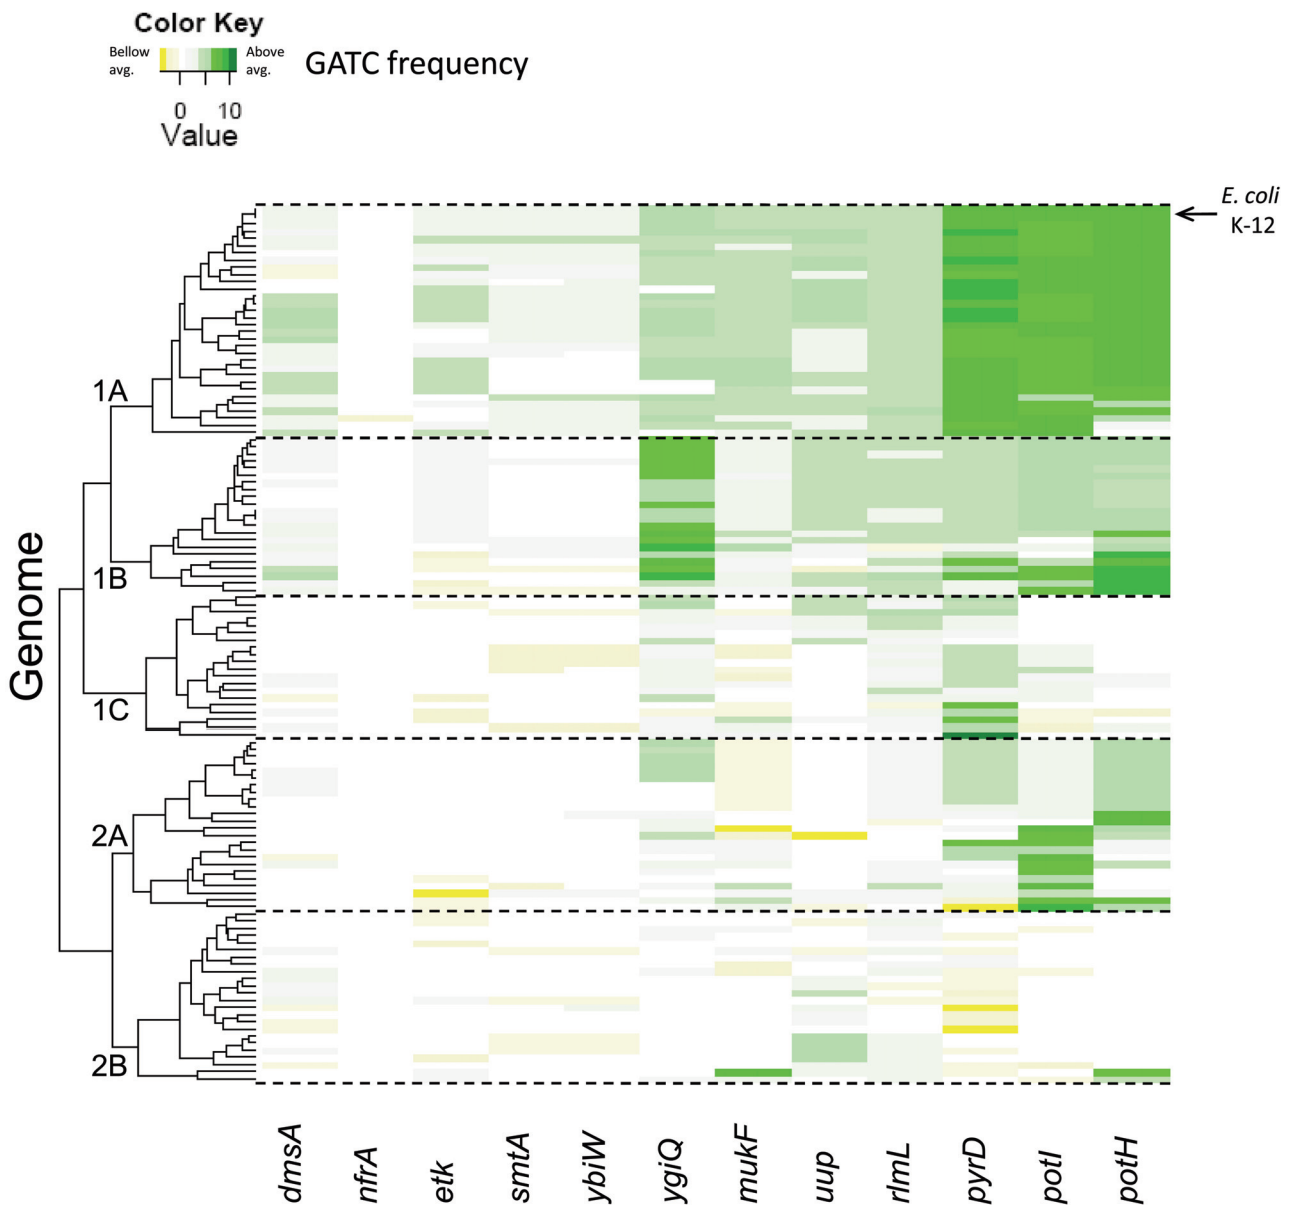 Color Key
Bellow
avg.
Above
avg.
GATC frequency
0 10
Value
E. coli
K-12
Genome
1A
1B
1C
2A
2B
dmsA nfrA etk smtA ybiW ygiQ mukF uup rlmL pyrD potI potH